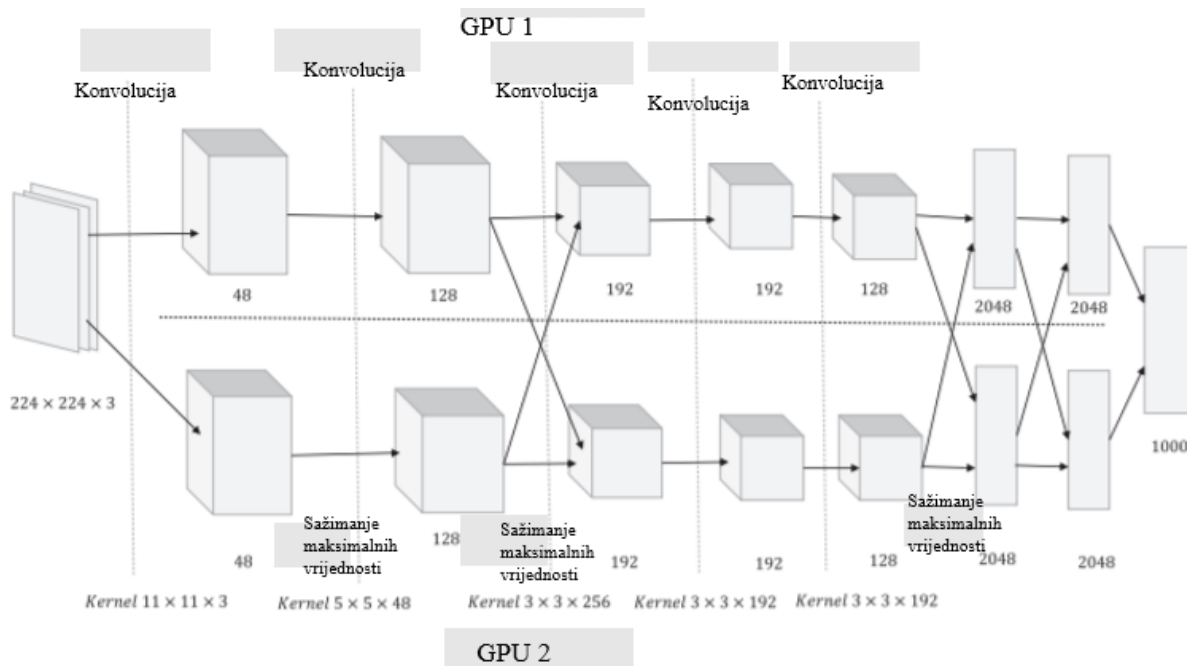 GPU 1
Konvolucija
Konvolucija
Konvolucija
Konvolucija
Konvolucija
48
128
192
192
128
2048
2048
224 × 224 × 3
1000
48
Sažimanje
maksimalnih
vrijednosti
128
Sažimanje
maksimalnih
vrijednosti
192
192
128
Sažimanje
maksimalnih
vrijednosti
2048
2048
Kernel 11 × 11 × 3
Kernel 5 × 5 × 48
Kernel 3 × 3 × 256
Kernel 3 × 3 × 192
Kernel 3 × 3 × 192
GPU 2